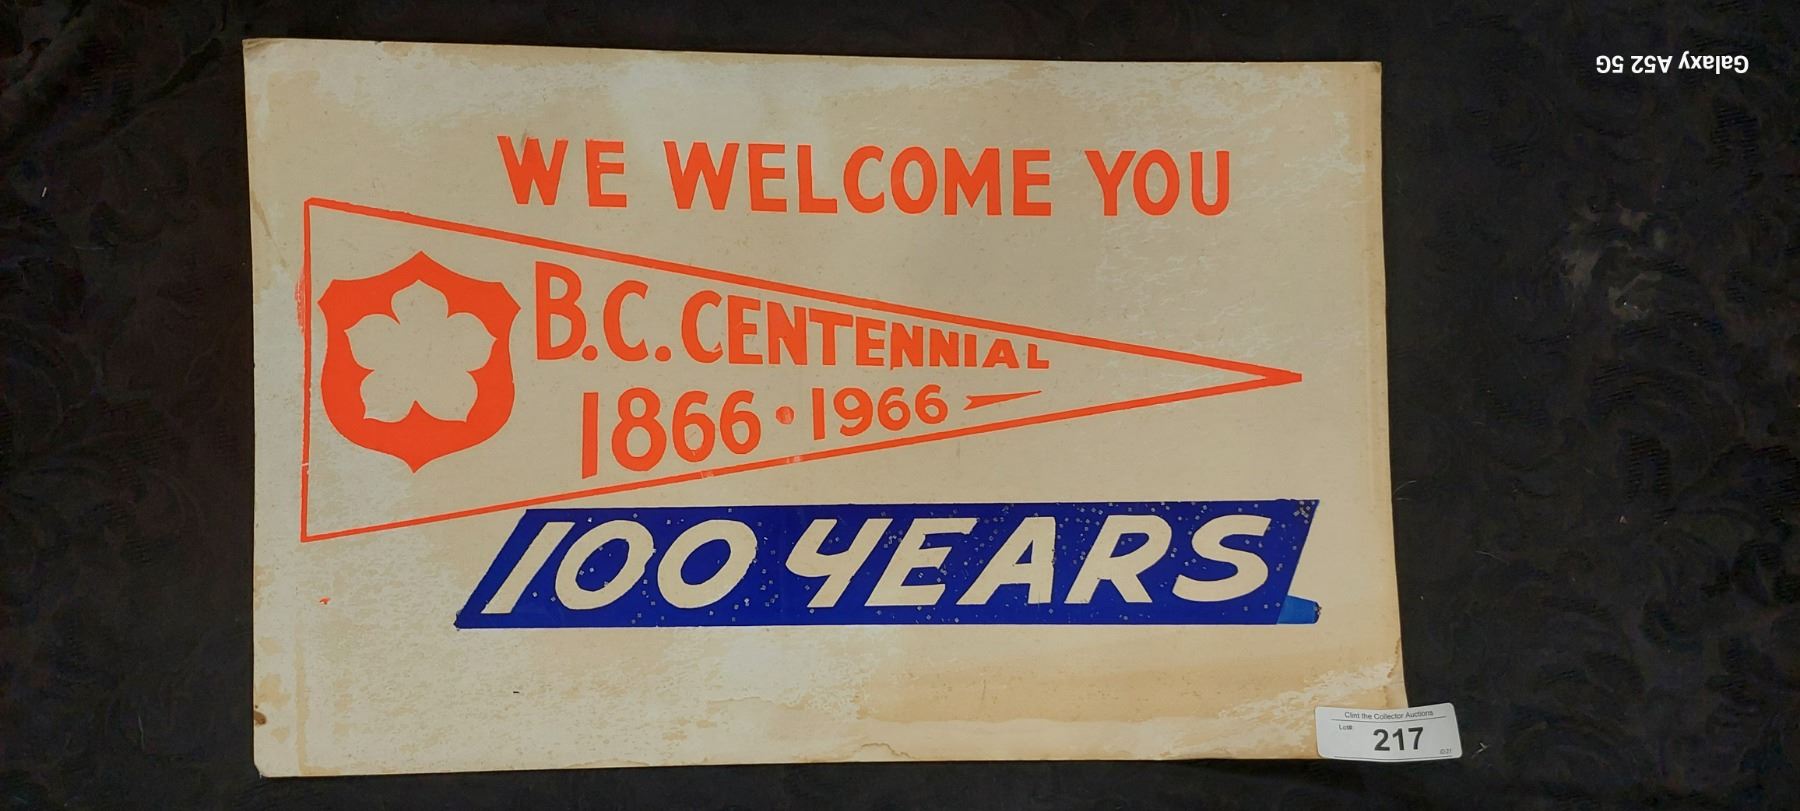 WE WELCOME YOU
B.C. CENTENNIAL
1866 • 1966
100 YEARS
Galaxy A52 5G
Clint the Collector Auctions
Lot#:
217